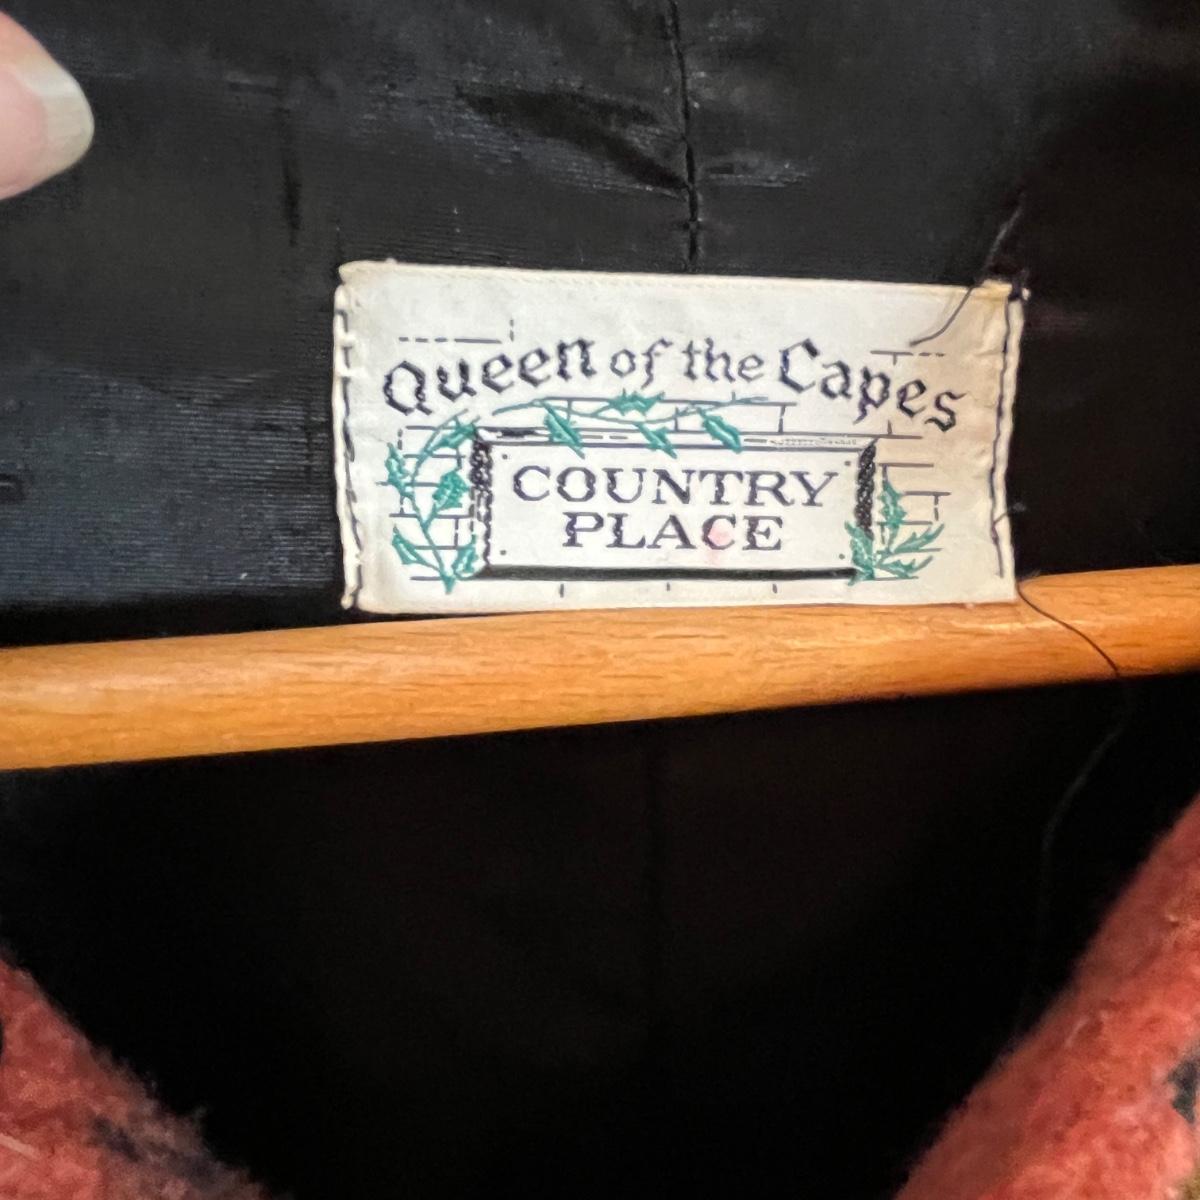 Queen of the Capes
COUNTRY
PLACE